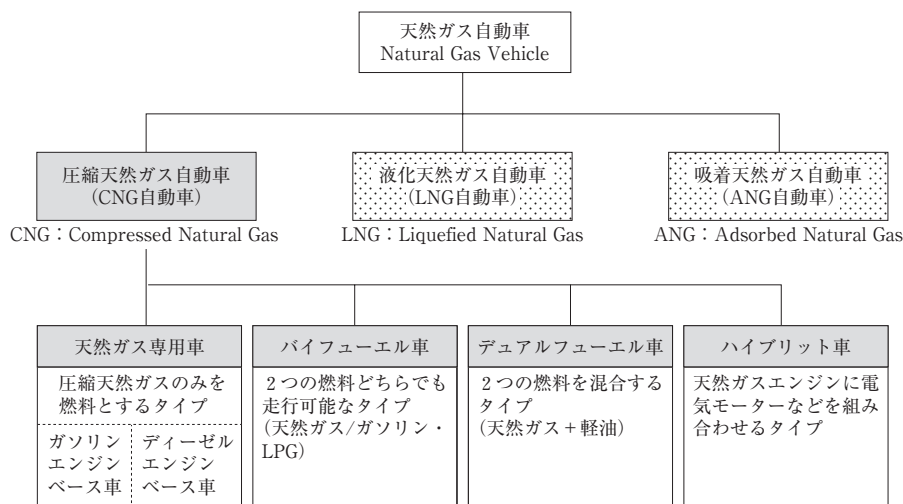 天然ガス自動車
Natural Gas Vehicle
圧縮天然ガス自動車
(CNG自動車)
CNG：Compressed Natural Gas
液化天然ガス自動車
(LNG自動車)
LNG：Liquefied Natural Gas
吸着天然ガス自動車
(ANG自動車)
ANG：Adsorbed Natural Gas
天然ガス専用車
圧縮天然ガスのみを
燃料とするタイプ
ガソリン
エンジン
ベース車
ディーゼル
エンジン
ベース車
バイフューエル車
2つの燃料どちらでも
走行可能なタイプ
(天然ガス/ガソリン・
LPG)
デュアルフューエル車
2つの燃料を混合する
タイプ
(天然ガス＋軽油)
ハイブリット車
天然ガスエンジンに電
気モーターなどを組み
合わせるタイプ